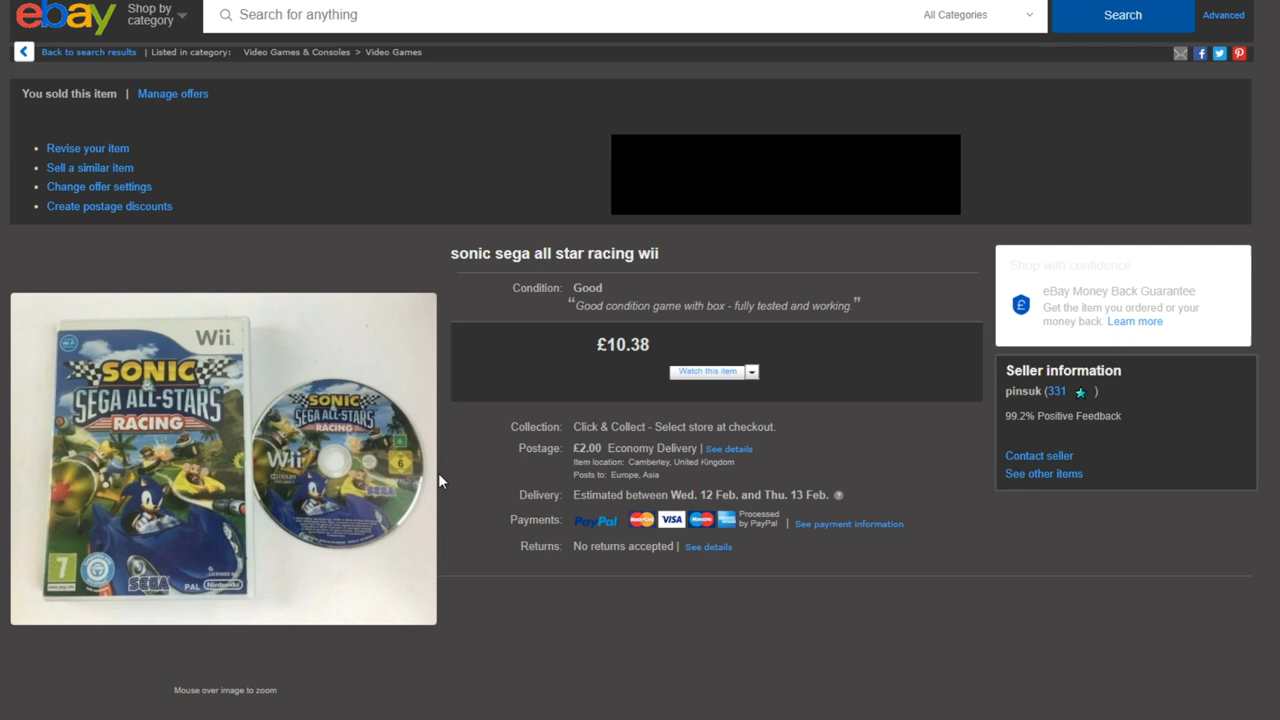 ebay
Shop by
category
Search for anything
All Categories
Search
Advanced
Back to search results | Listed in category: Video Games & Consoles > Video Games
You sold this item | Manage offers
Revise your item
Sell a similar item
Change offer settings
Create postage discounts
sonic sega all star racing wii
Condition: Good
“Good condition game with box - fully tested and working.”
£10.38
Watch this item
Collection: Click & Collect - Select store at checkout.
Postage: £2.00 Economy Delivery | See details
Item location: Camberley, United Kingdom
Posts to: Europe, Asia
Delivery: Estimated between Wed. 12 Feb. and Thu. 13 Feb.
Payments: PayPal MasterCard VISA Maestro Processed
by PayPal | See payment information
Returns: No returns accepted | See details
Shop with confidence
eBay Money Back Guarantee
Get the item you ordered or your
money back. Learn more
Seller information
pinsuk (331 )
99.2% Positive Feedback
Contact seller
See other items
Wii
SONIC
&
SEGA ALL-STARS
RACING
7
SEGA
PAL
Nintendo
SONIC
SEGA ALL-STARS
RACING
Wii
6
SEGA
Mouse over image to zoom